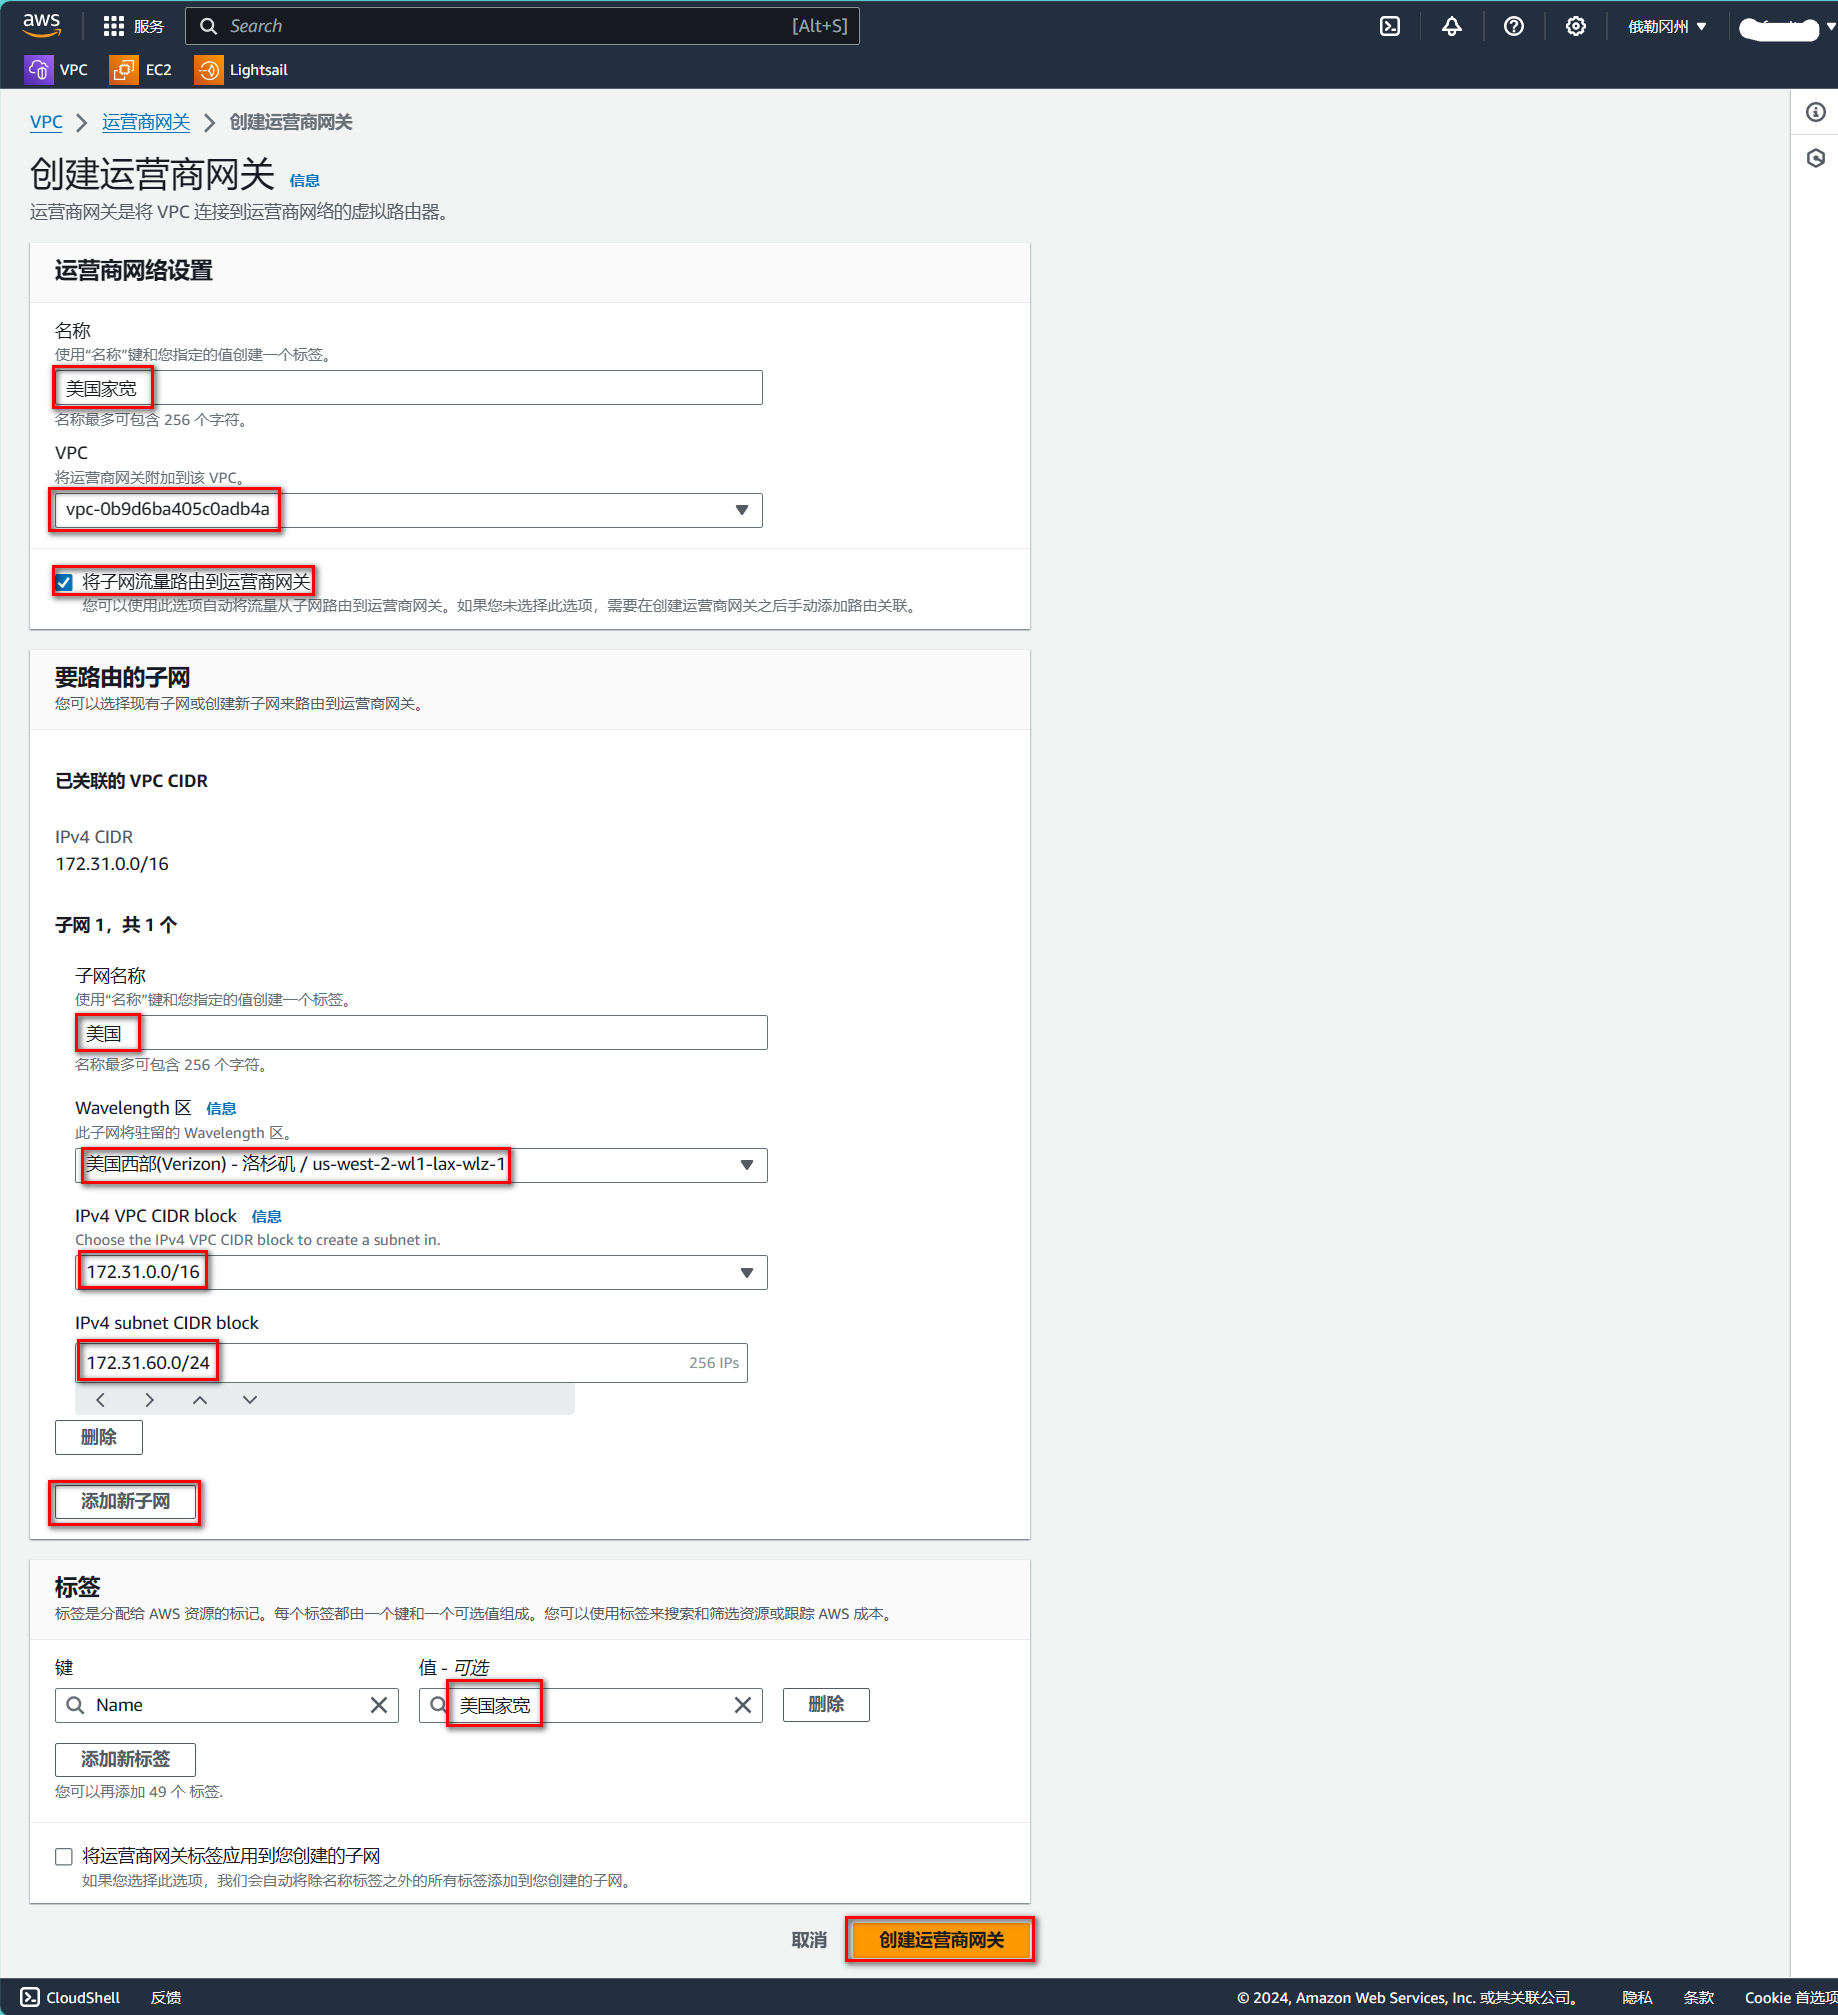 aws
服务
Search
[Alt+S]
俄勒冈州
VPC
EC2
Lightsail
VPC
运营商网关
创建运营商网关
创建运营商网关 信息
运营商网关是将 VPC 连接到运营商网络的虚拟路由器。
运营商网络设置
名称
使用“名称”键和您指定的值创建一个标签。
美国家宽
名称最多可包含 256 个字符。
VPC
将运营商网关附加到该 VPC。
vpc-0b9d6ba405c0adb4a
将子网流量路由到运营商网关
您可以使用此选项自动将流量从子网路由到运营商网关。如果您未选择此选项，需要在创建运营商网关之后手动添加路由关联。
要路由的子网
您可以选择现有子网或创建新子网来路由到运营商网关。
已关联的 VPC CIDR
IPv4 CIDR
172.31.0.0/16
子网 1，共 1 个
子网名称
使用“名称”键和您指定的值创建一个标签。
美国
名称最多可包含 256 个字符。
Wavelength 区 信息
此子网将驻留的 Wavelength 区。
美国西部(Verizon) - 洛杉矶 / us-west-2-wl1-lax-wlz-1
IPv4 VPC CIDR block 信息
Choose the IPv4 VPC CIDR block to create a subnet in.
172.31.0.0/16
IPv4 subnet CIDR block
172.31.60.0/24
256 IPs
删除
添加新子网
标签
标签是分配给 AWS 资源的标记。每个标签都由一个键和一个可选值组成。您可以使用标签来搜索和筛选资源或跟踪 AWS 成本。
键
值 - 可选
Name
美国家宽
删除
添加新标签
您可以再添加 49 个 标签.
将运营商网关标签应用到您创建的子网
如果您选择此选项，我们会自动将除名称标签之外的所有标签添加到您创建的子网。
取消
创建运营商网关
CloudShell
反馈
© 2024, Amazon Web Services, Inc. 或其关联公司。
隐私
条款
Cookie 首选项